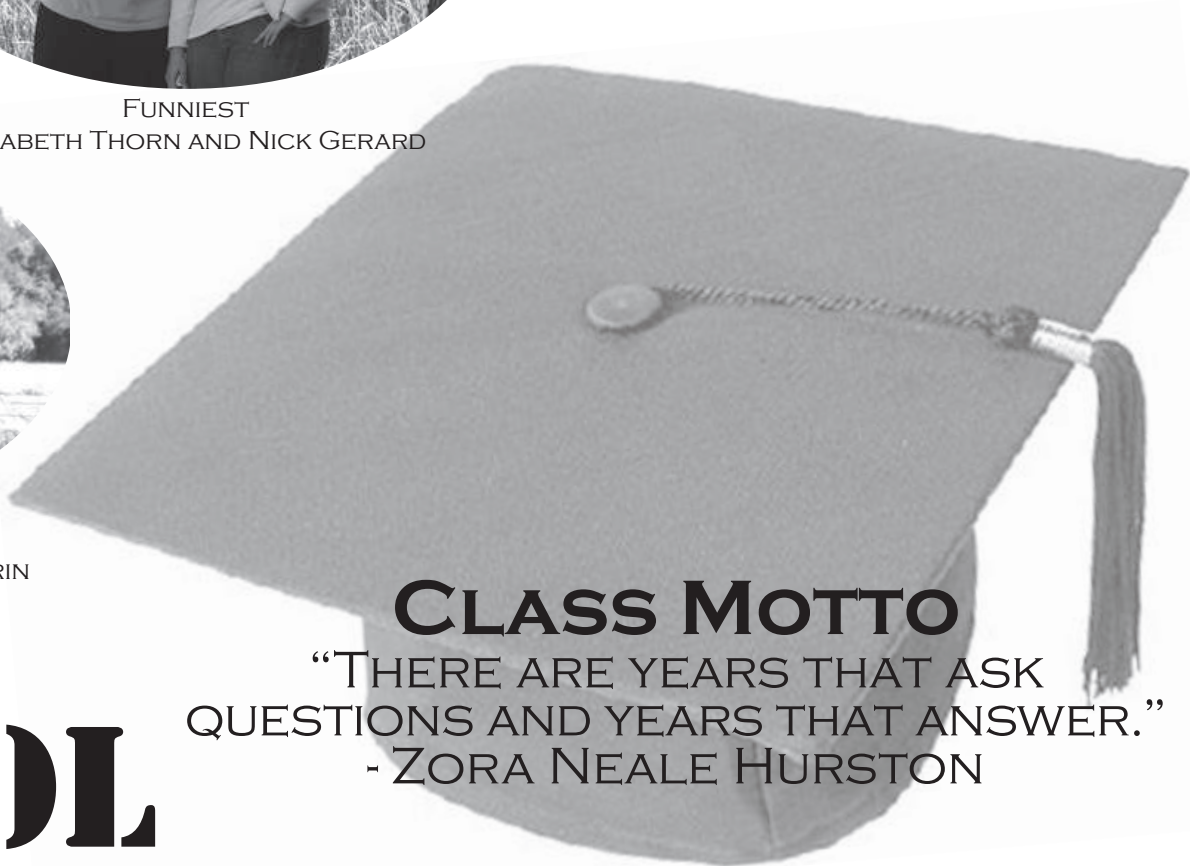 FUNNIEST
ABETH THORN AND NICK GERARD
RIN
CLASS MOTTO
“THERE ARE YEARS THAT ASK
QUESTIONS AND YEARS THAT ANSWER.”
- ZORA NEALE HURSTON
OL